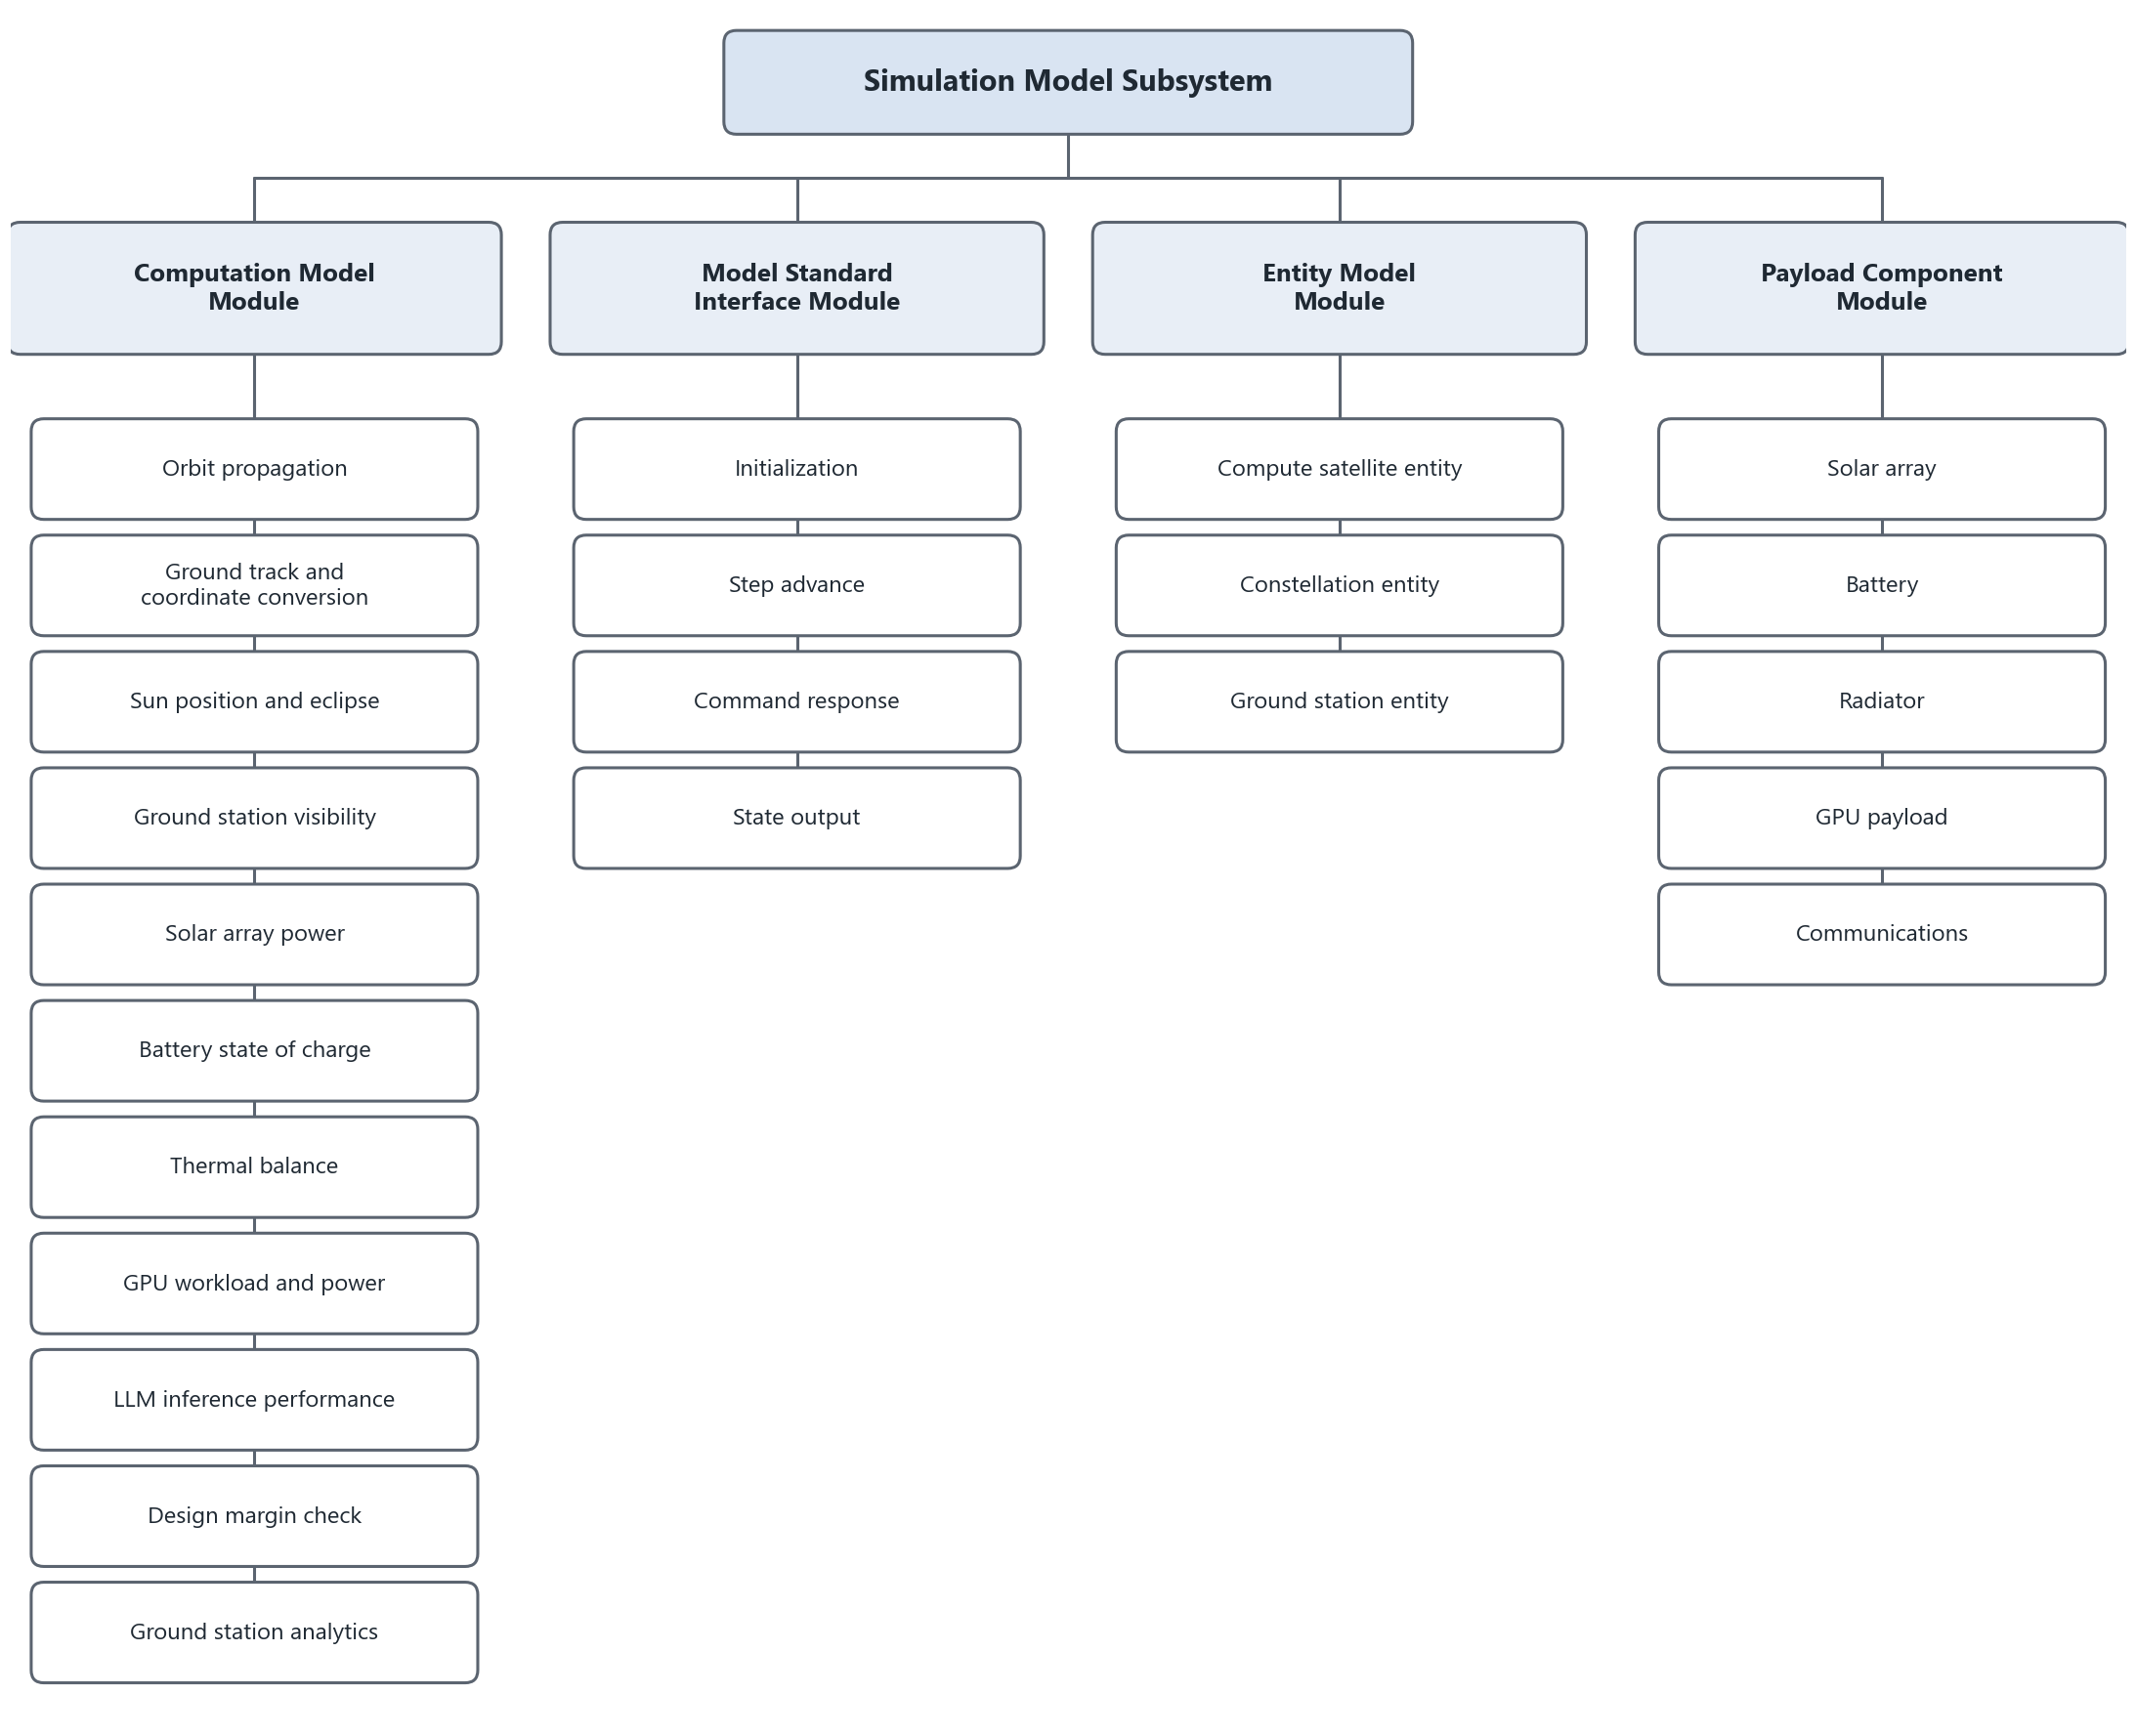 Simulation Model Subsystem
Computation Model
Module
Model Standard
Interface Module
Entity Model
Module
Payload Component
Module
Orbit propagation
Ground track and
coordinate conversion
Sun position and eclipse
Ground station visibility
Solar array power
Battery state of charge
Thermal balance
GPU workload and power
LLM inference performance
Design margin check
Ground station analytics
Initialization
Step advance
Command response
State output
Compute satellite entity
Constellation entity
Ground station entity
Solar array
Battery
Radiator
GPU payload
Communications